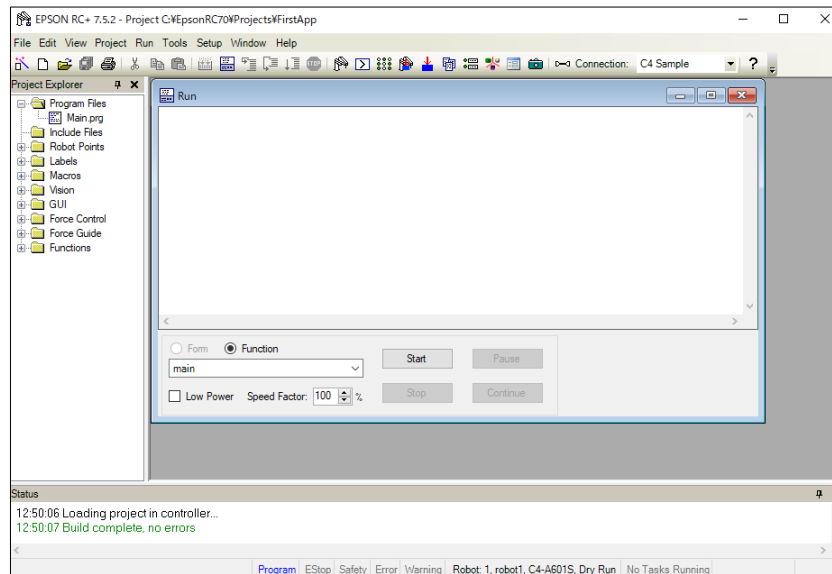 EPSON RC+ 7.5.2 - Project C:¥EpsonRC70¥Projects¥FirstApp
File Edit View Project Run Tools Setup Window Help
Connection: C4 Sample
Project Explorer
Program Files
Main.prg
Include Files
Robot Points
Labels
Macros
Vision
GUI
Force Control
Force Guide
Functions
Run
Form Function
main
Start Pause
Low Power Speed Factor: 100 %
Stop Continue
Status
12:50:06 Loading project in controller...
12:50:07 Build complete, no errors
Program EStop Safety Error Warning Robot: 1, robot1, C4-A601S, Dry Run No Tasks Running